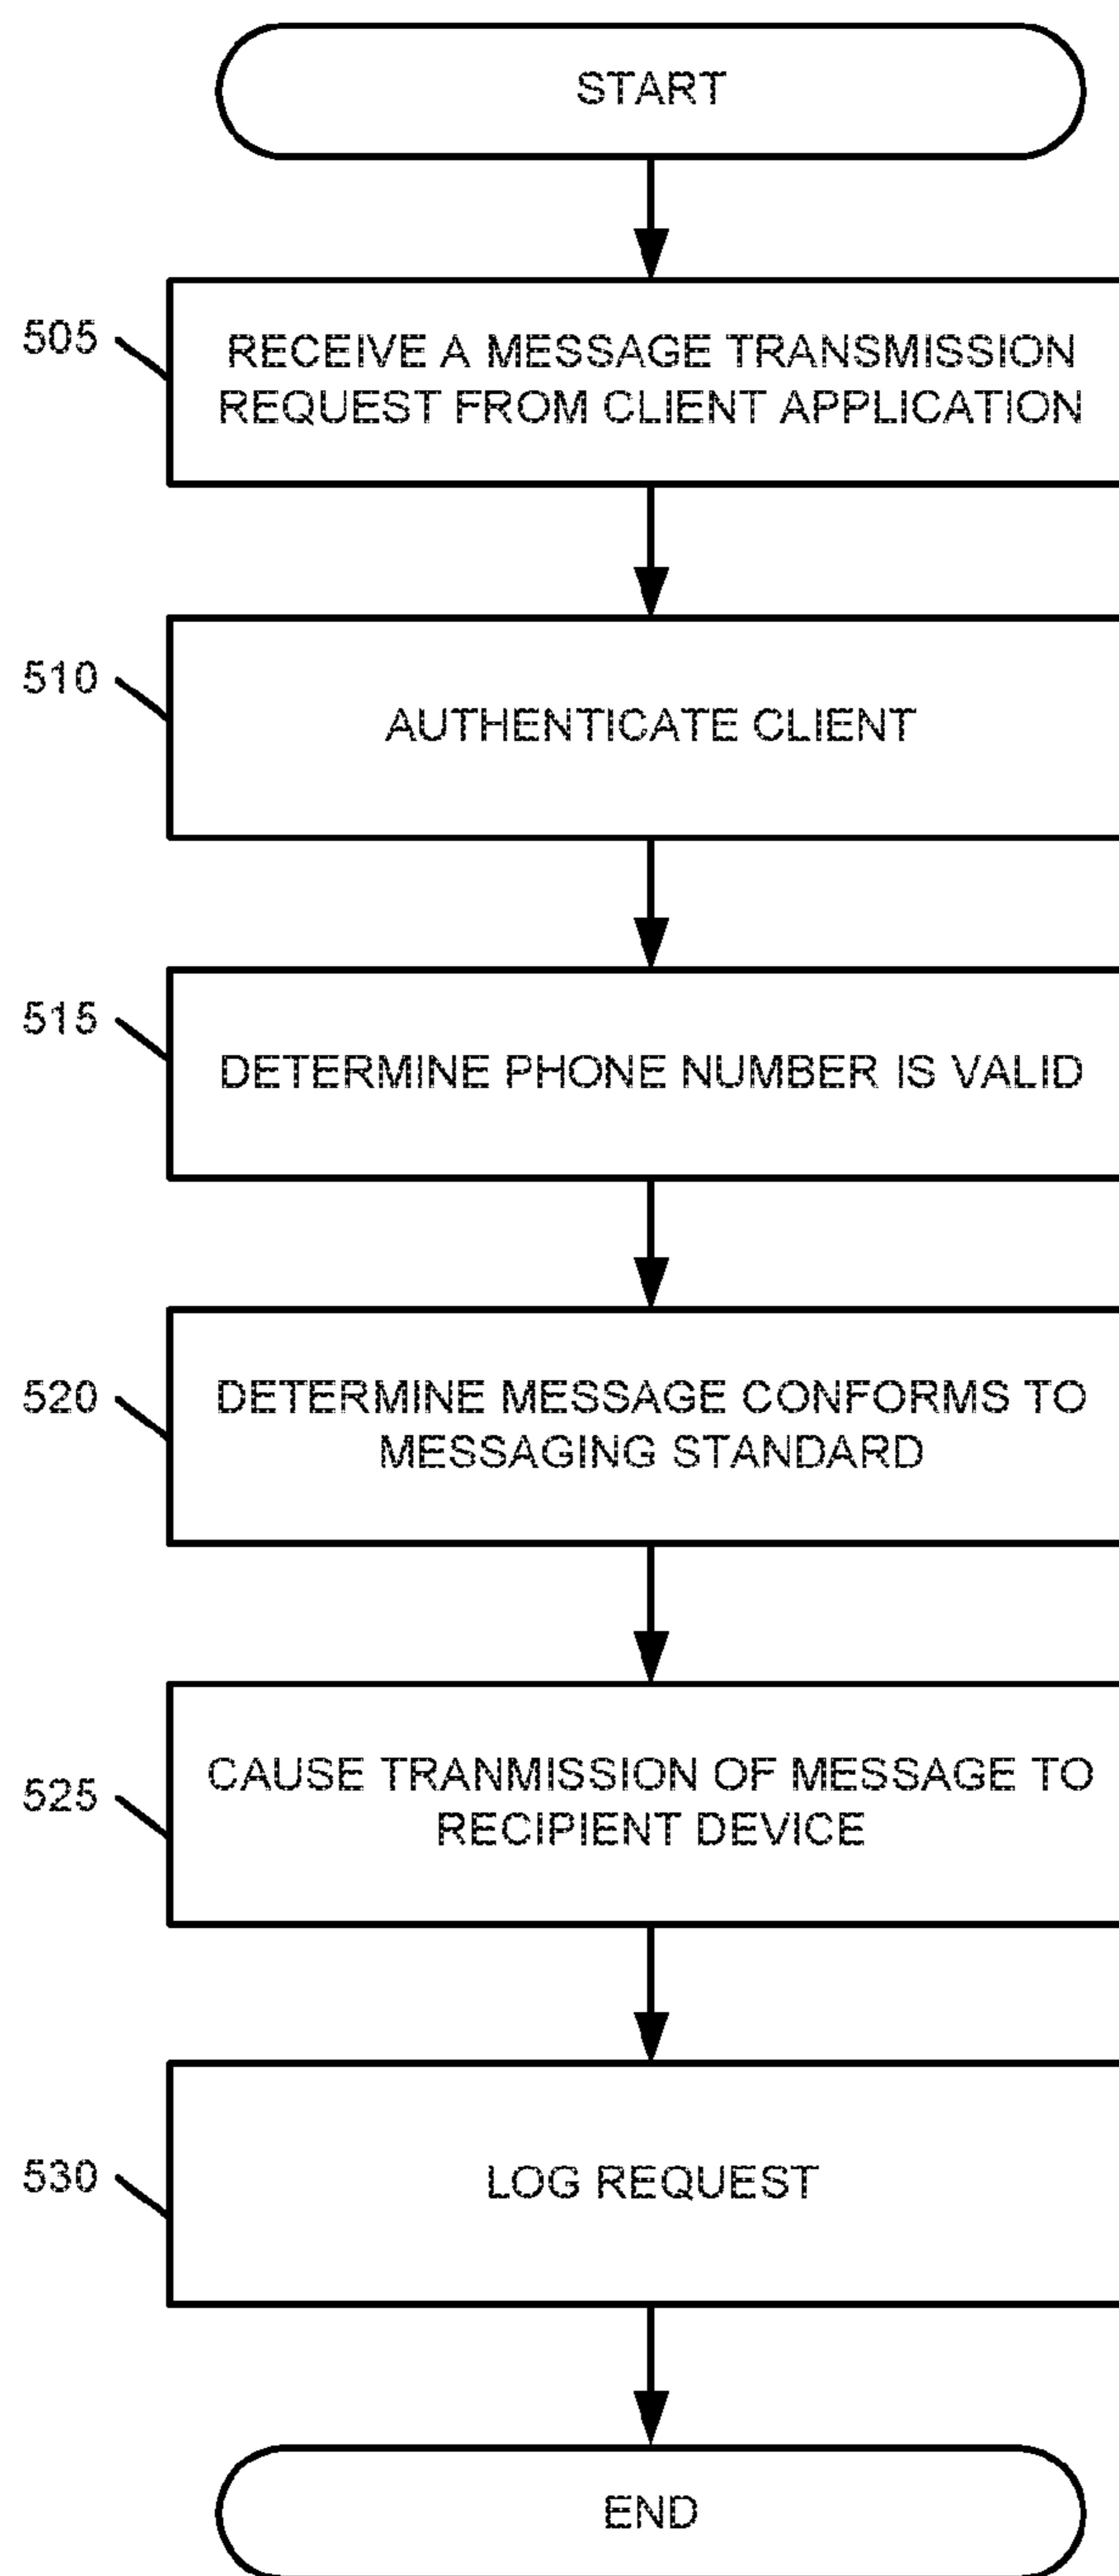 START
505
RECEIVE A MESSAGE TRANSMISSION
REQUEST FROM CLIENT APPLICATION
510
AUTHENTICATE CLIENT
515
DETERMINE PHONE NUMBER IS VALID
520
DETERMINE MESSAGE CONFORMS TO
MESSAGING STANDARD
525
CAUSE TRANMISSION OF MESSAGE TO
RECIPIENT DEVICE
530
LOG REQUEST
END